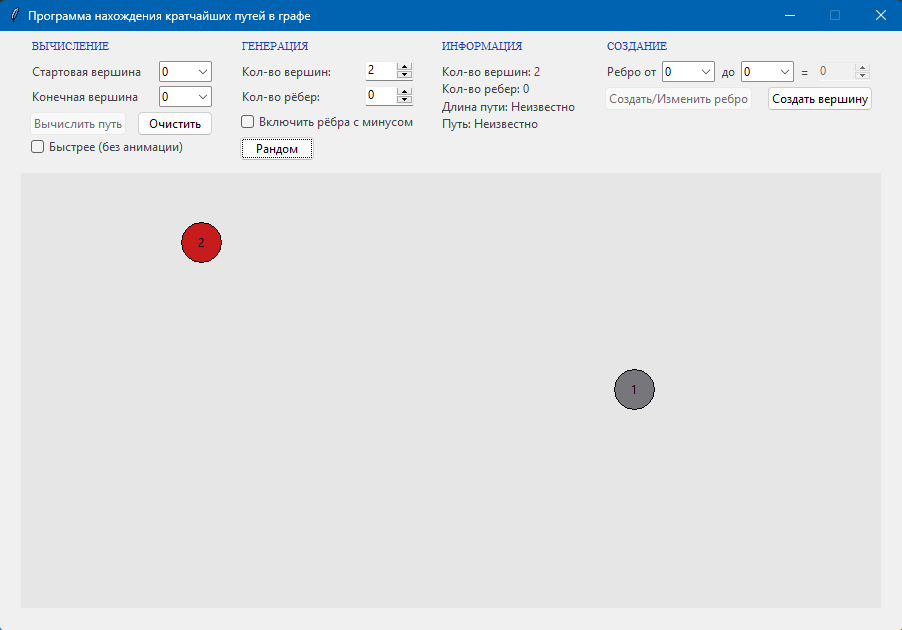 Программа нахождения кратчайших путей в графе
ВЫЧИСЛЕНИЕ
Стартовая вершина 0
Конечная вершина 0
Вычислить путь Очистить
Быстрее (без анимации)
ГЕНЕРАЦИЯ
Кол-во вершин: 2
Кол-во рёбер: 0
Включить рёбра с минусом
Рандом
ИНФОРМАЦИЯ
Кол-во вершин: 2
Кол-во ребер: 0
Длина пути: Неизвестно
Путь: Неизвестно
СОЗДАНИЕ
Ребро от 0 до 0 = 0
Создать/Изменить ребро Создать вершину
2
1